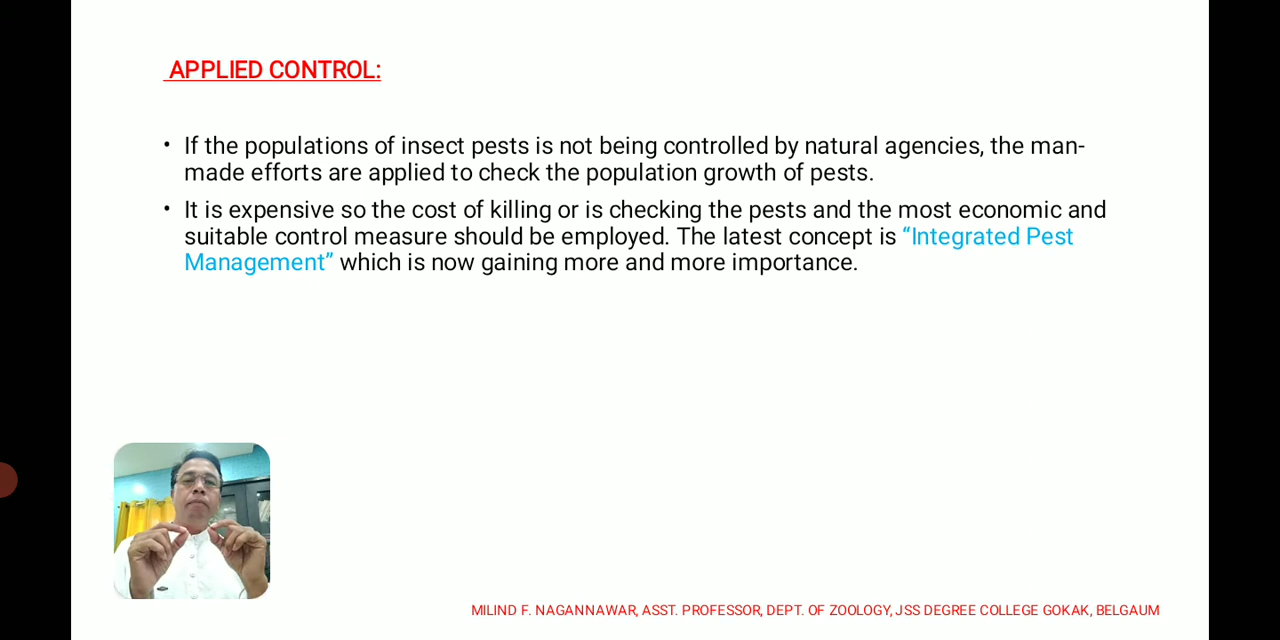 APPLIED CONTROL:
• If the populations of insect pests is not being controlled by natural agencies, the man-
made efforts are applied to check the population growth of pests.
• It is expensive so the cost of killing or is checking the pests and the most economic and
suitable control measure should be employed. The latest concept is “Integrated Pest
Management” which is now gaining more and more importance.
MILIND F. NAGANNAWAR, ASST. PROFESSOR, DEPT. OF ZOOLOGY, JSS DEGREE COLLEGE GOKAK, BELGAUM